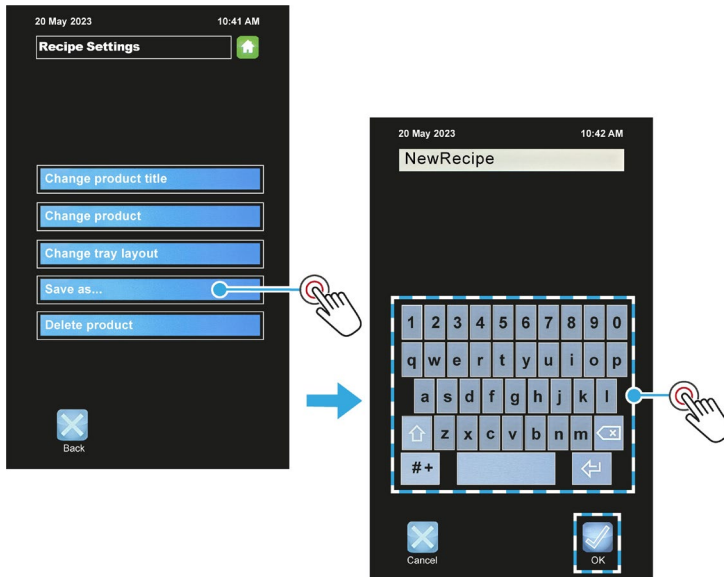 20 May 2023 10:41 AM
Recipe Settings
Change product title
Change product
Change tray layout
Save as...
Delete product
Back
20 May 2023 10:42 AM
NewRecipe
1 2 3 4 5 6 7 8 9 0
q w e r t y u i o p
a s d f g h j k l
z x c v b n m
#+
Cancel OK